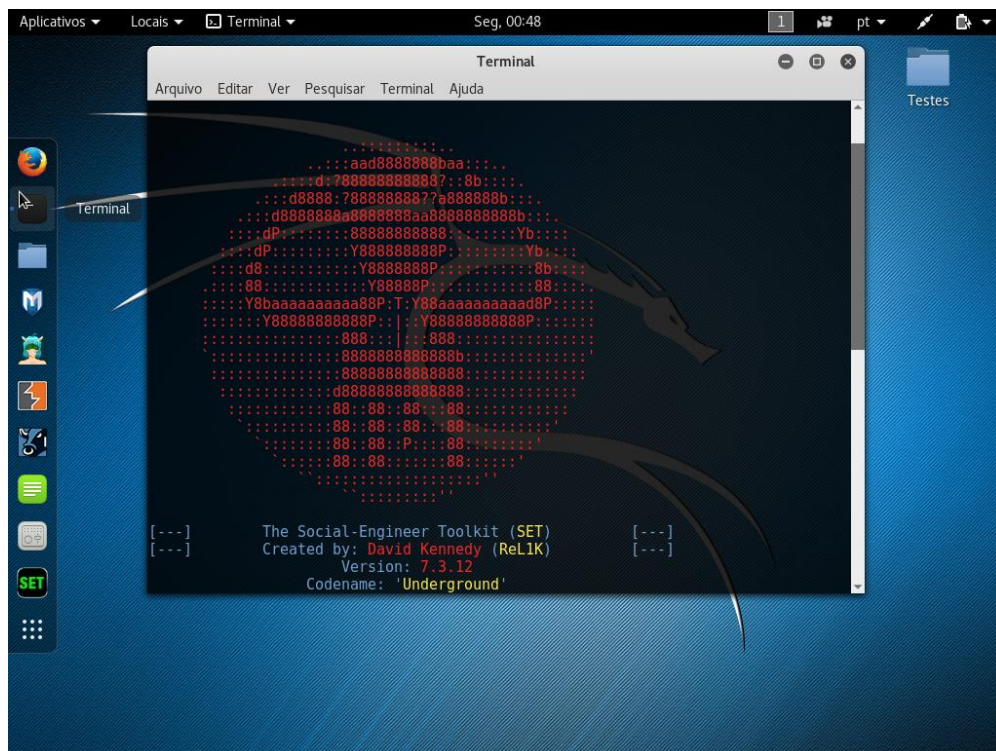 Aplicativos Locais Terminal Seg, 00:48 1 pt
Terminal
Arquivo Editar Ver Pesquisar Terminal Ajuda
Testes
Terminal
[---] The Social-Engineer Toolkit (SET) [---]
[---] Created by: David Kennedy (ReL1K) [---]
Version: 7.3.12
Codename: 'Underground'
SET